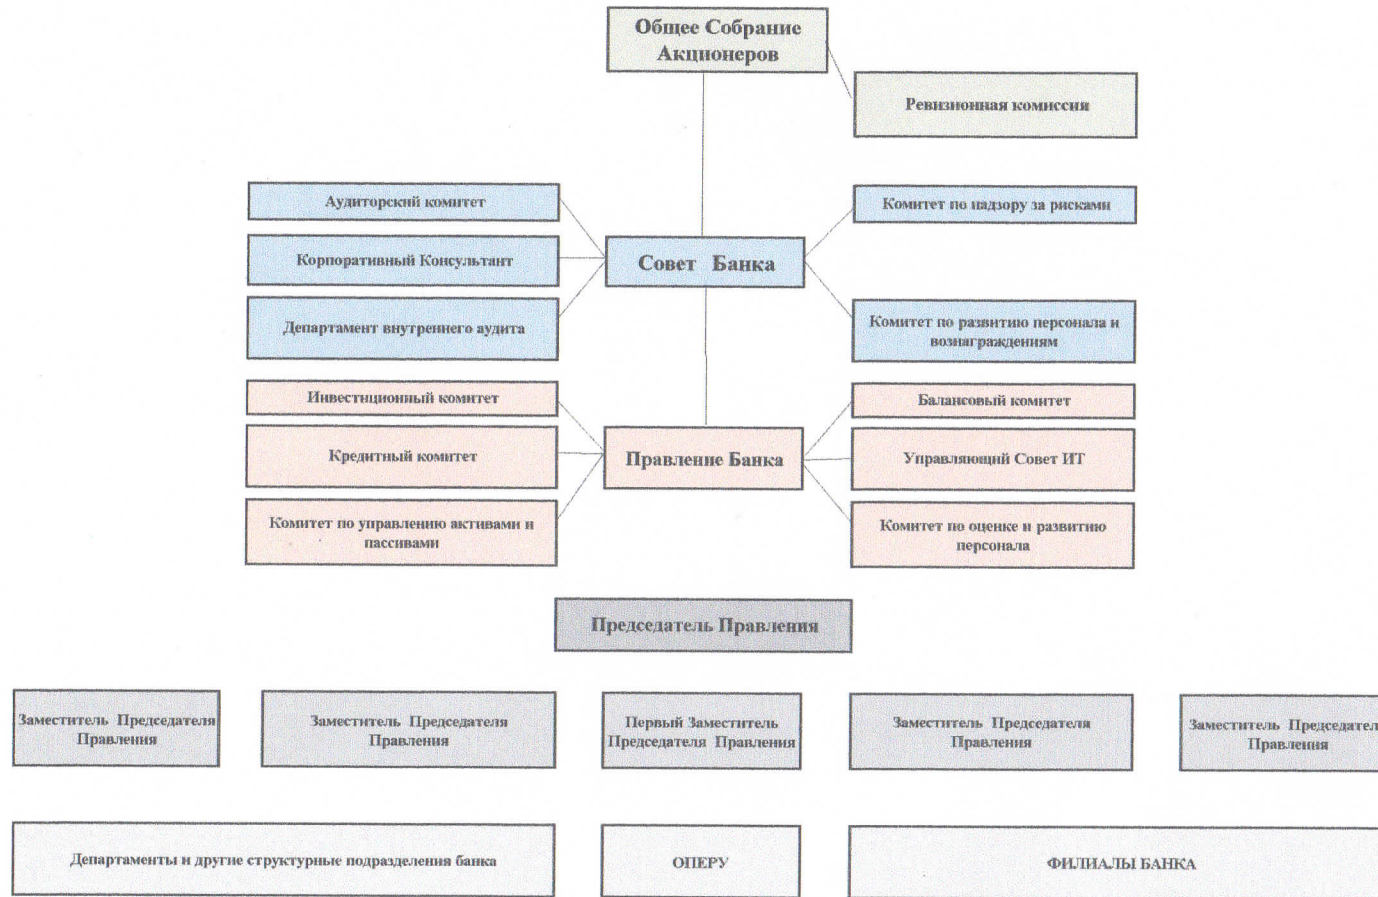 Общее Собрание
Акционеров
Ревизионная комиссия
Аудиторский комитет
Комитет по надзору за рисками
Корпоративный Консультант
Совет Банка
Департамент внутреннего аудита
Комитет по развитию персонала и
вознаграждениям
Инвестиционный комитет
Балансовый комитет
Кредитный комитет
Правление Банка
Управляющий Совет ИТ
Комитет по управлению активами и
пассивами
Комитет по оценке и развитию
персонала
Председатель Правления
Заместитель Председателя
Правления
Заместитель Председателя
Правления
Первый Заместитель
Председателя Правления
Заместитель Председателя
Правления
Заместитель Председателя
Правления
Департаменты и другие структурные подразделения банка
ОПЕРУ
ФИЛИАЛЫ БАНКА